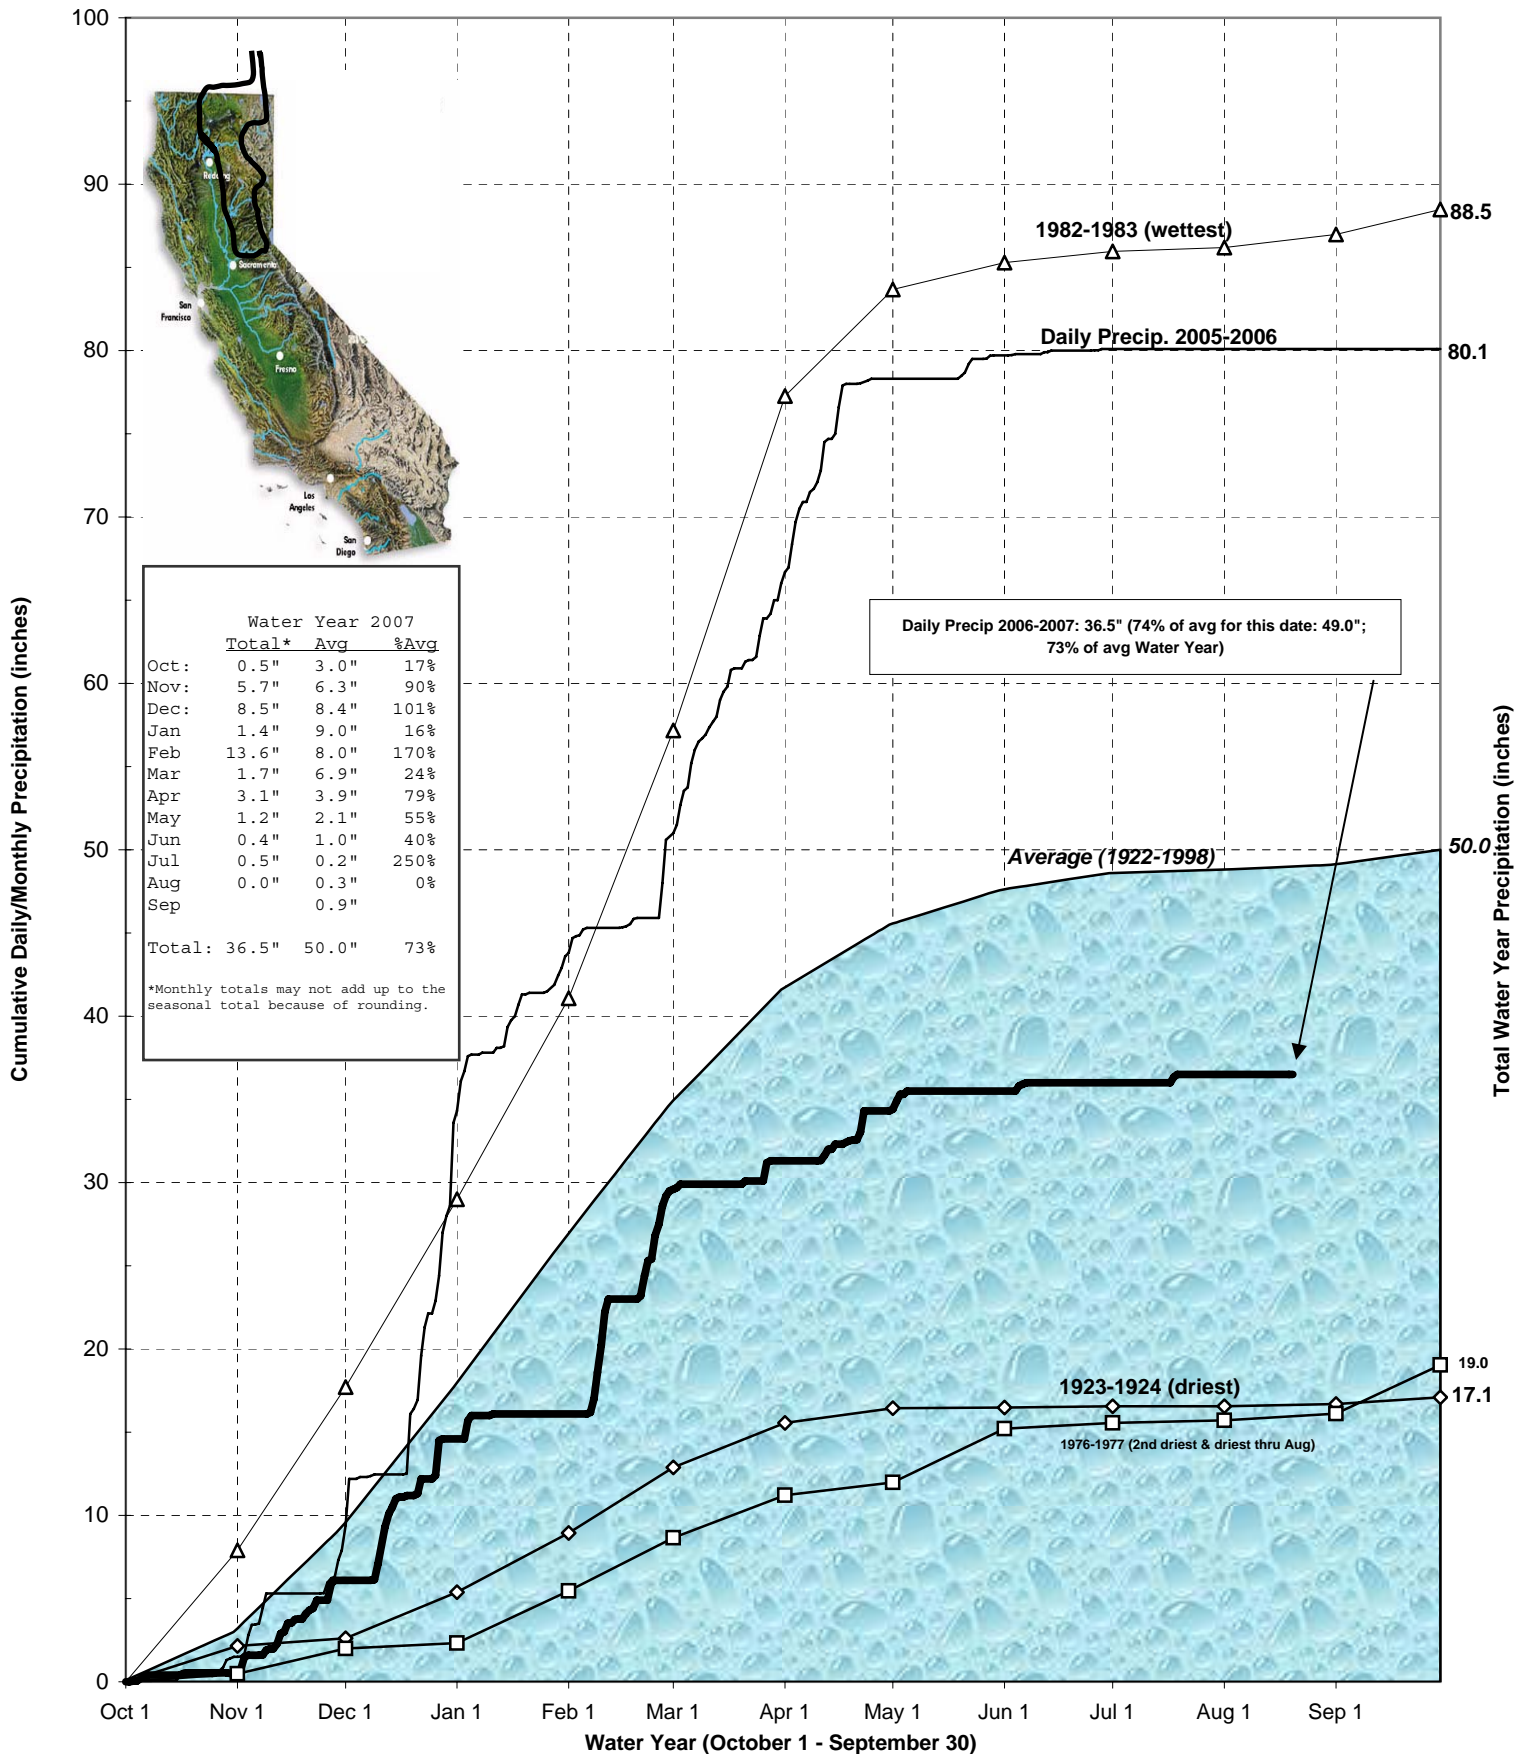 100
90
80
70
60
50
40
30
20
10
0
Cumulative Daily/Monthly Precipitation (inches)
Redding
Sacramento
San
Francisco
Fresno
Los
Angeles
San
Diego
Water Year 2007
Total* Avg %Avg
Oct: 0.5" 3.0" 17%
Nov: 5.7" 6.3" 90%
Dec: 8.5" 8.4" 101%
Jan 1.4" 9.0" 16%
Feb 13.6" 8.0" 170%
Mar 1.7" 6.9" 24%
Apr 3.1" 3.9" 79%
May 1.2" 2.1" 55%
Jun 0.4" 1.0" 40%
Jul 0.5" 0.2" 250%
Aug 0.0" 0.3" 0%
Sep 0.9"
Total: 36.5" 50.0" 73%
*Monthly totals may not add up to the
seasonal total because of rounding.
1982-1983 (wettest)
88.5
Daily Precip. 2005-2006
80.1
Daily Precip 2006-2007: 36.5" (74% of avg for this date: 49.0";
73% of avg Water Year)
Average (1922-1998)
50.0
1923-1924 (driest)
19.0
17.1
1976-1977 (2nd driest & driest thru Aug)
Total Water Year Precipitation (inches)
Oct 1 Nov 1 Dec 1 Jan 1 Feb 1 Mar 1 Apr 1 May 1 Jun 1 Jul 1 Aug 1 Sep 1
Water Year (October 1 - September 30)